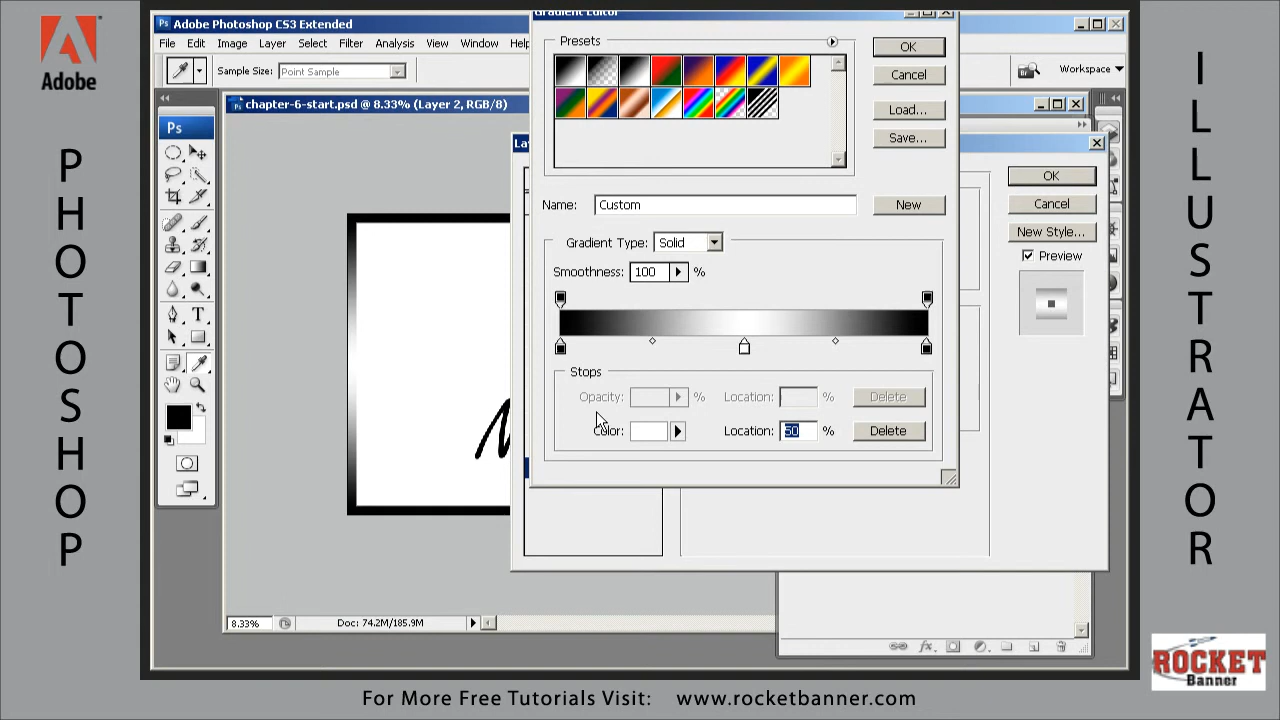 Adobe
PHOTOSHOP
Ps Adobe Photoshop CS3 Extended
File Edit Image Layer Select Filter Analysis View Window Help
Sample Size: Point Sample
Workspace
chapter-6-start.psd @ 8.33% (Layer 2, RGB/8)
Ps
T
8.33%
Doc: 74.2M/185.9M
Gradient Editor
Presets
OK
Cancel
Load...
Save...
Name: Custom
New
Gradient Type: Solid
Smoothness: 100 %
Stops
Opacity: % Location: % Delete
Color: Location: 50 % Delete
OK
Cancel
New Style...
Preview
fx.
ILLUSTRATOR
ROCKET
Banner
For More Free Tutorials Visit: www.rocketbanner.com